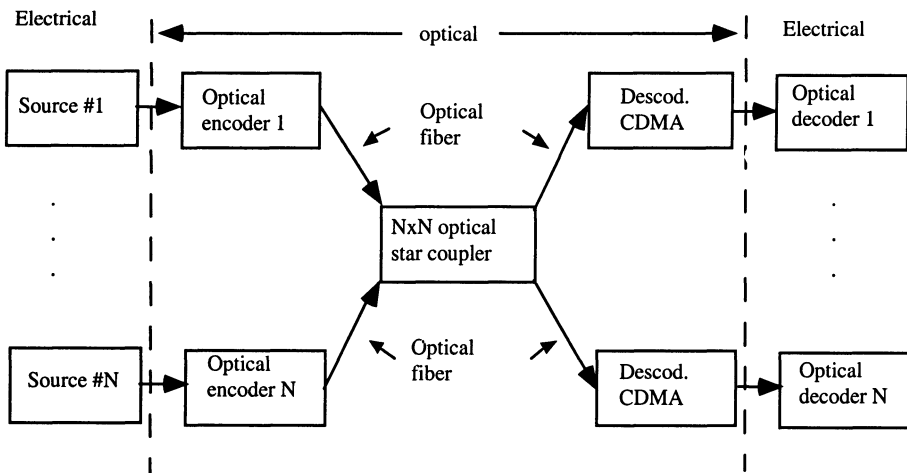 Electrical
optical
Electrical
Source #1
Optical
encoder 1
Optical
fiber
Descod.
CDMA
Optical
decoder 1
NxN optical
star coupler
Source #N
Optical
encoder N
Optical
fiber
Descod.
CDMA
Optical
decoder N